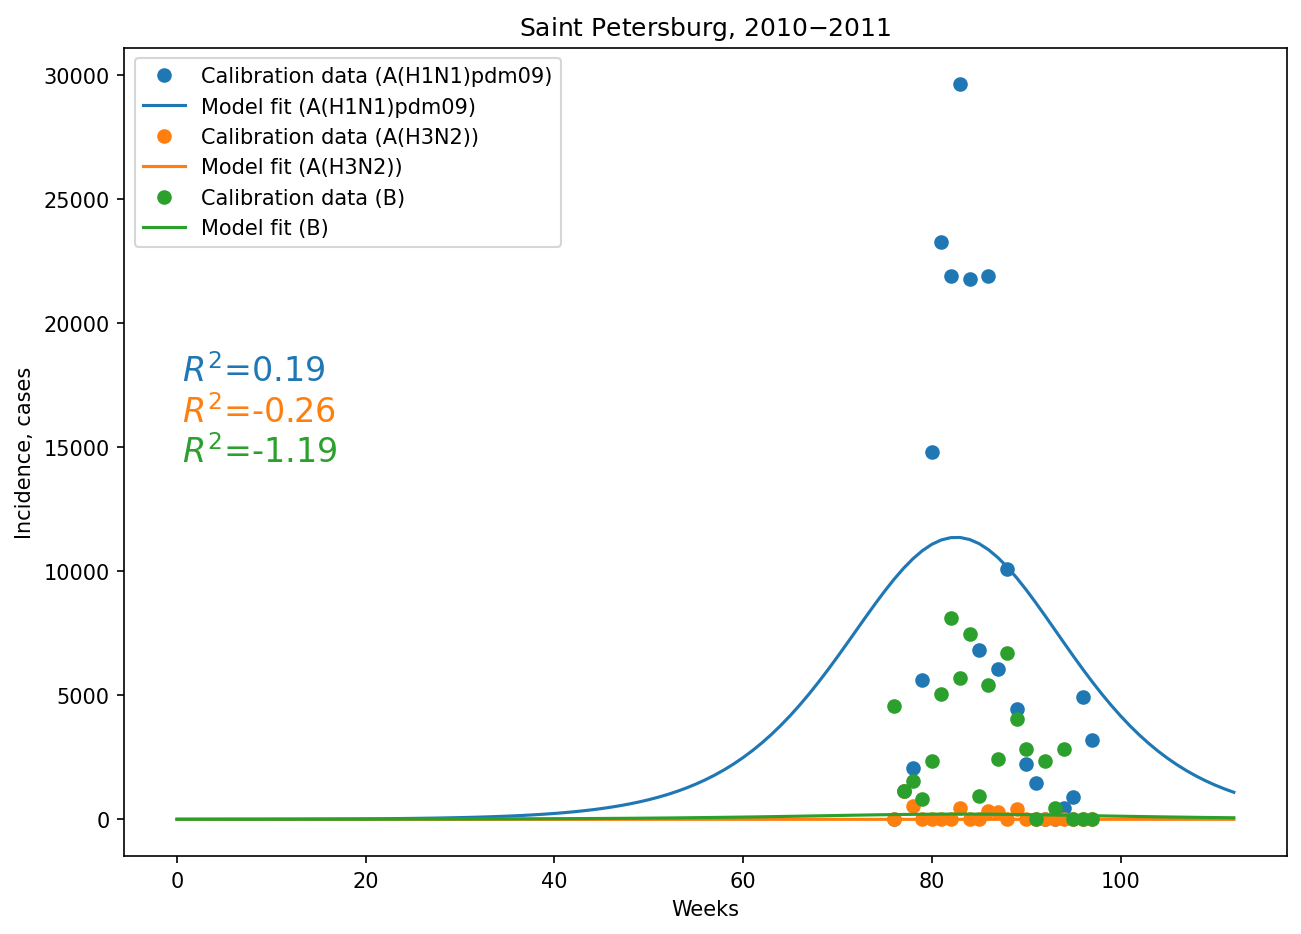 Saint Petersburg, 2010−2011
Calibration data (A(H1N1)pdm09)
Model fit (A(H1N1)pdm09)
Calibration data (A(H3N2))
Model fit (A(H3N2))
Calibration data (B)
Model fit (B)
R²=0.19
R²=-0.26
R²=-1.19
Incidence, cases
30000
25000
20000
15000
10000
5000
0
0 20 40 60 80 100
Weeks